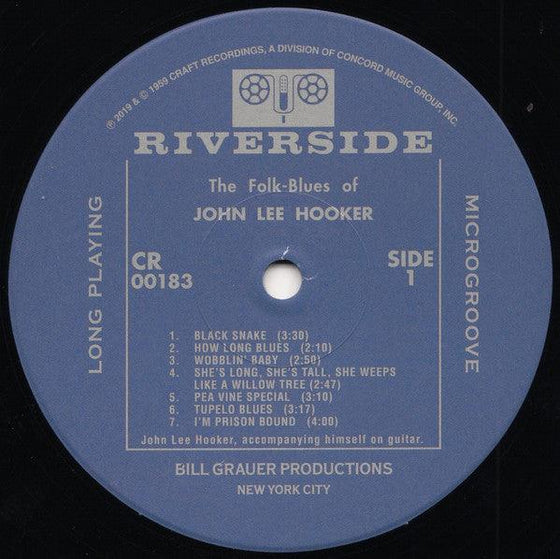 ℗ 2019 & © 1959 CRAFT RECORDINGS, A DIVISION OF CONCORD MUSIC GROUP, INC.
RIVERSIDE
The Folk-Blues of
JOHN LEE HOOKER
LONG PLAYING
MICROGROOVE
CR
00183
SIDE
1
1. BLACK SNAKE (3:30)
2. HOW LONG BLUES (2:10)
3. WOBBLIN' BABY (2:50)
4. SHE'S LONG, SHE'S TALL, SHE WEEPS
LIKE A WILLOW TREE (2:47)
5. PEA VINE SPECIAL (3:10)
6. TUPELO BLUES (3:17)
7. I'M PRISON BOUND (4:00)
John Lee Hooker, accompanying himself on guitar.
BILL GRAUER PRODUCTIONS
NEW YORK CITY